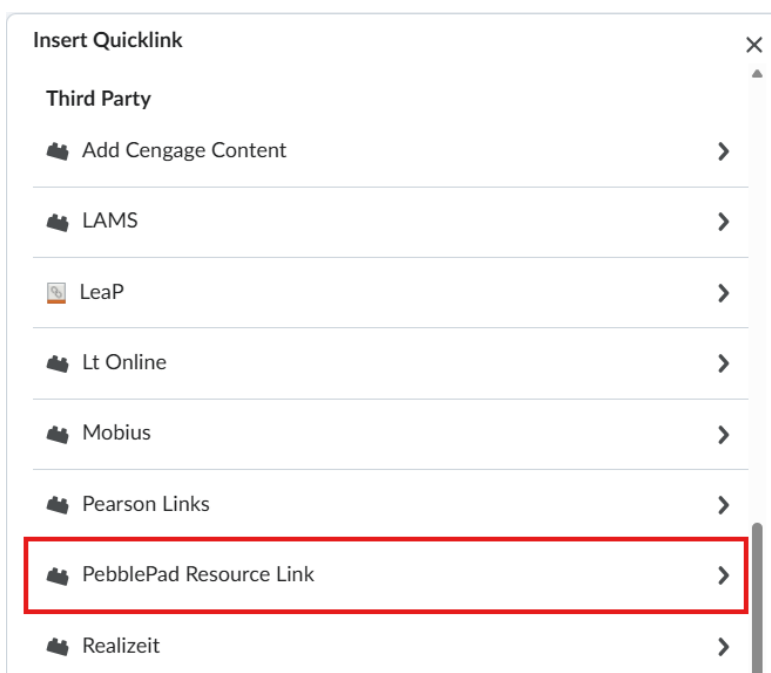 Insert Quicklink
Third Party
Add Cengage Content
LAMS
LeaP
Lt Online
Mobius
Pearson Links
PebblePad Resource Link
Realizeit